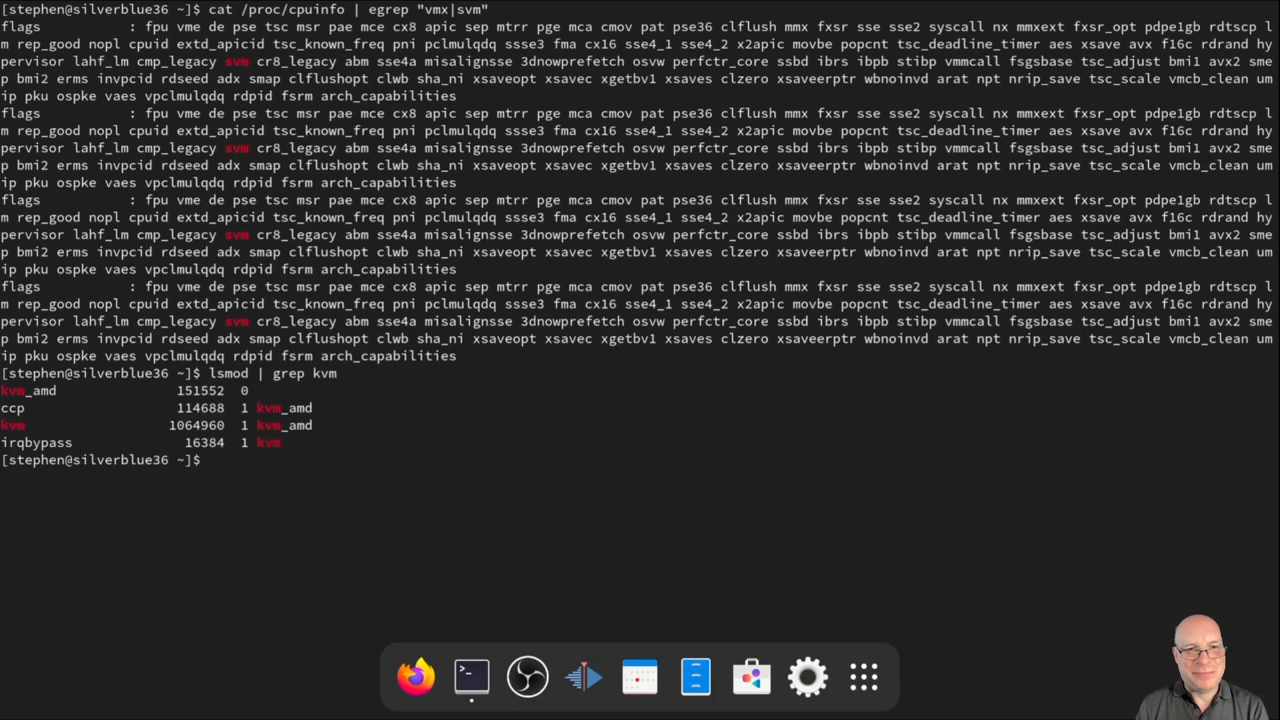 [stephen@silverblue36 ~]$ cat /proc/cpuinfo | egrep "vmx|svm"
flags           : fpu vme de pse tsc msr pae mce cx8 apic sep mtrr pge mca cmov pat pse36 clflush mmx fxsr sse sse2 syscall nx mmxext fxsr_opt pdpe1gb rdtscp l
m rep_good nopl cpuid extd_apicid tsc_known_freq pni pclmulqdq ssse3 fma cx16 sse4_1 sse4_2 x2apic movbe popcnt tsc_deadline_timer aes xsave avx f16c rdrand hy
pervisor lahf_lm cmp_legacy svm cr8_legacy abm sse4a misalignsse 3dnowprefetch osvw perfctr_core ssbd ibrs ibpb stibp vmmcall fsgsbase tsc_adjust bmi1 avx2 sme
p bmi2 erms invpcid rdseed adx smap clflushopt clwb sha_ni xsaveopt xsavec xgetbv1 xsaves clzero xsaveerptr wbnoinvd arat npt nrip_save tsc_scale vmcb_clean um
ip pku ospke vaes vpclmulqdq rdpid fsrm arch_capabilities
flags           : fpu vme de pse tsc msr pae mce cx8 apic sep mtrr pge mca cmov pat pse36 clflush mmx fxsr sse sse2 syscall nx mmxext fxsr_opt pdpe1gb rdtscp l
m rep_good nopl cpuid extd_apicid tsc_known_freq pni pclmulqdq ssse3 fma cx16 sse4_1 sse4_2 x2apic movbe popcnt tsc_deadline_timer aes xsave avx f16c rdrand hy
pervisor lahf_lm cmp_legacy svm cr8_legacy abm sse4a misalignsse 3dnowprefetch osvw perfctr_core ssbd ibrs ibpb stibp vmmcall fsgsbase tsc_adjust bmi1 avx2 sme
p bmi2 erms invpcid rdseed adx smap clflushopt clwb sha_ni xsaveopt xsavec xgetbv1 xsaves clzero xsaveerptr wbnoinvd arat npt nrip_save tsc_scale vmcb_clean um
ip pku ospke vaes vpclmulqdq rdpid fsrm arch_capabilities
flags           : fpu vme de pse tsc msr pae mce cx8 apic sep mtrr pge mca cmov pat pse36 clflush mmx fxsr sse sse2 syscall nx mmxext fxsr_opt pdpe1gb rdtscp l
m rep_good nopl cpuid extd_apicid tsc_known_freq pni pclmulqdq ssse3 fma cx16 sse4_1 sse4_2 x2apic movbe popcnt tsc_deadline_timer aes xsave avx f16c rdrand hy
pervisor lahf_lm cmp_legacy svm cr8_legacy abm sse4a misalignsse 3dnowprefetch osvw perfctr_core ssbd ibrs ibpb stibp vmmcall fsgsbase tsc_adjust bmi1 avx2 sme
p bmi2 erms invpcid rdseed adx smap clflushopt clwb sha_ni xsaveopt xsavec xgetbv1 xsaves clzero xsaveerptr wbnoinvd arat npt nrip_save tsc_scale vmcb_clean um
ip pku ospke vaes vpclmulqdq rdpid fsrm arch_capabilities
flags           : fpu vme de pse tsc msr pae mce cx8 apic sep mtrr pge mca cmov pat pse36 clflush mmx fxsr sse sse2 syscall nx mmxext fxsr_opt pdpe1gb rdtscp l
m rep_good nopl cpuid extd_apicid tsc_known_freq pni pclmulqdq ssse3 fma cx16 sse4_1 sse4_2 x2apic movbe popcnt tsc_deadline_timer aes xsave avx f16c rdrand hy
pervisor lahf_lm cmp_legacy svm cr8_legacy abm sse4a misalignsse 3dnowprefetch osvw perfctr_core ssbd ibrs ibpb stibp vmmcall fsgsbase tsc_adjust bmi1 avx2 sme
p bmi2 erms invpcid rdseed adx smap clflushopt clwb sha_ni xsaveopt xsavec xgetbv1 xsaves clzero xsaveerptr wbnoinvd arat npt nrip_save tsc_scale vmcb_clean um
ip pku ospke vaes vpclmulqdq rdpid fsrm arch_capabilities
[stephen@silverblue36 ~]$ lsmod | grep kvm
kvm_amd               151552  0
ccp                   114688  1 kvm_amd
kvm                  1064960  1 kvm_amd
irqbypass              16384  1 kvm
[stephen@silverblue36 ~]$